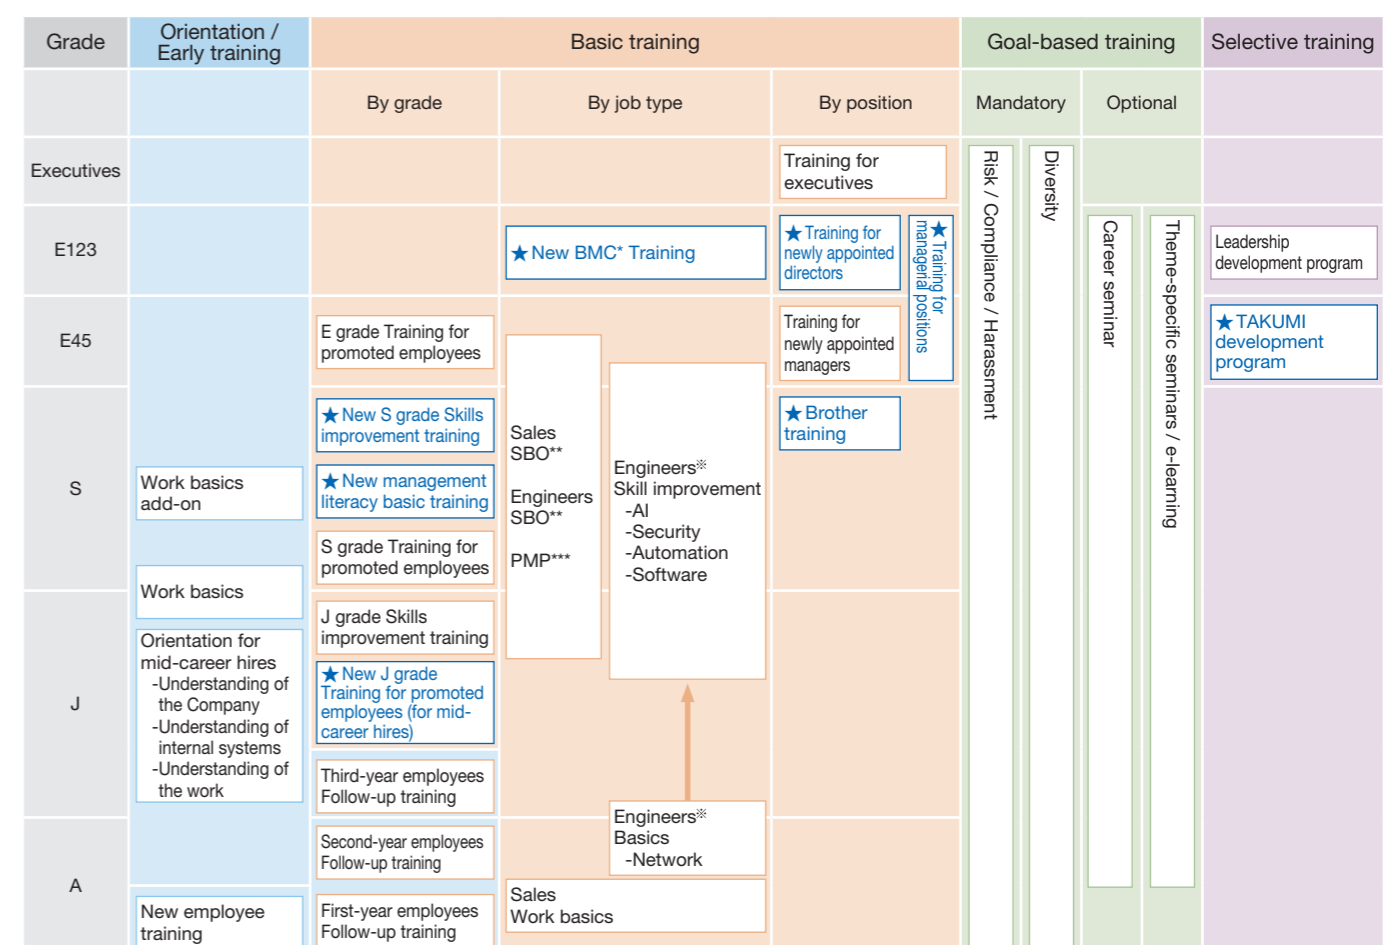 Grade
Orientation /
Early training
Basic training
Goal-based training
Selective training
By grade
By job type
By position
Mandatory
Optional
Executives
Training for
executives
Risk / Compliance / Harassment
Diversity
E123
★New BMC* Training
★Training for
newly appointed
directors
★Training for
managerial positions
Career seminar
Theme-specific seminars / e-learning
Leadership
development program
E45
E grade Training for
promoted employees
Training for
newly appointed
managers
★TAKUMI
development
program
S
Work basics
add-on
Work basics
★New S grade Skills
improvement training
★New management
literacy basic training
S grade Training for
promoted employees
Sales
SBO**
Engineers
SBO**
PMP***
Engineers※
Skill improvement
-AI
-Security
-Automation
-Software
★Brother
training
J
Orientation for
mid-career hires
-Understanding of
the Company
-Understanding of
internal systems
-Understanding of
the work
J grade Skills
improvement training
★New J grade
Training for promoted
employees (for mid-
career hires)
Third-year employees
Follow-up training
A
New employee
training
Second-year employees
Follow-up training
First-year employees
Follow-up training
Engineers※
Basics
-Network
Sales
Work basics